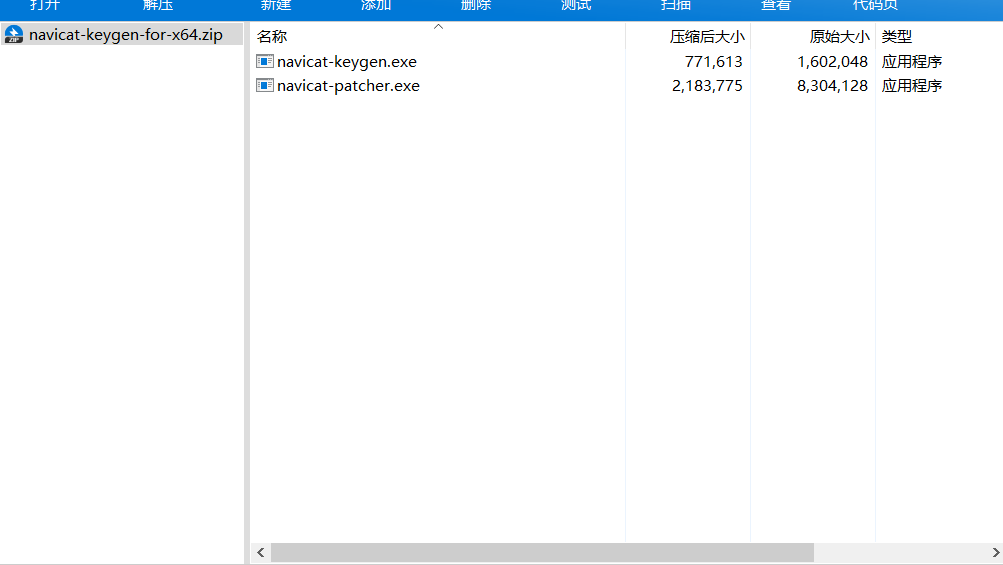 打开 解压 新建 添加 删除 测试 扫描 查看 代码页
navicat-keygen-for-x64.zip
名称 压缩后大小 原始大小 类型
navicat-keygen.exe 771,613 1,602,048 应用程序
navicat-patcher.exe 2,183,775 8,304,128 应用程序